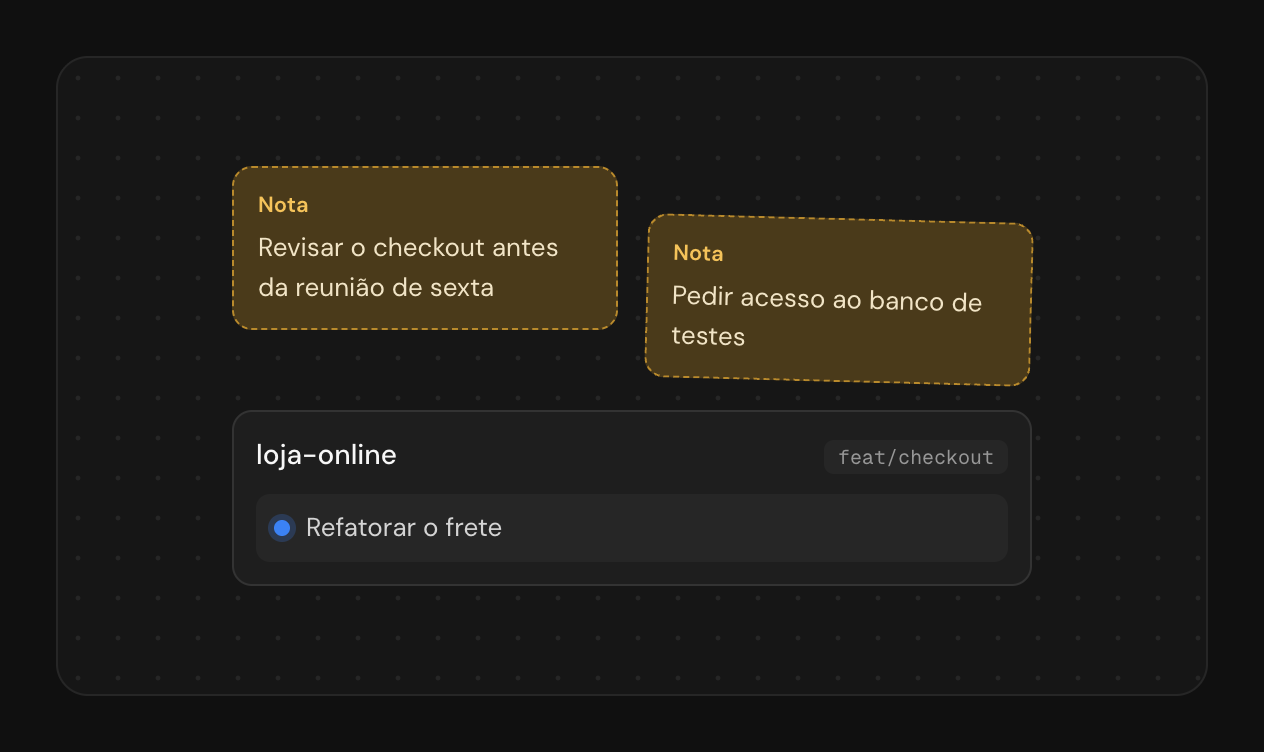 Nota
Revisar o checkout antes
da reunião de sexta
Nota
Pedir acesso ao banco de
testes
loja-online
feat/checkout
Refatorar o frete